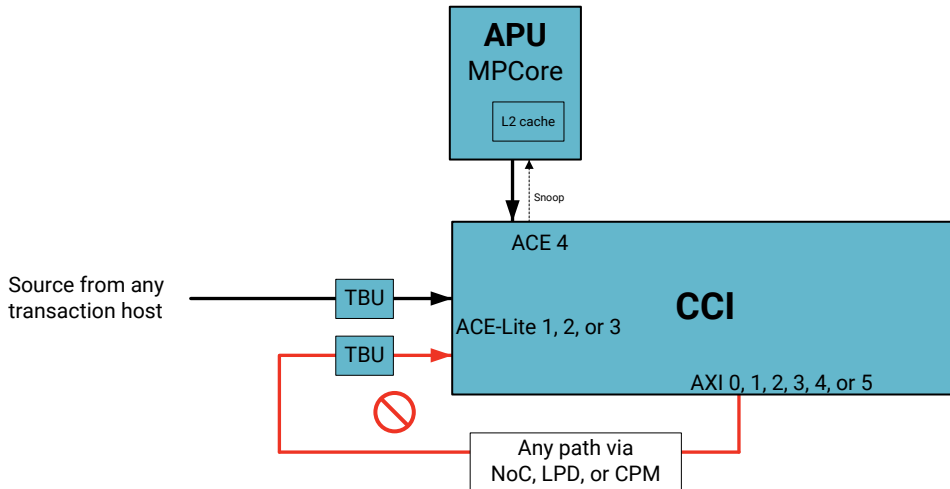 APU
MPCore
L2 cache
Snoop
ACE 4
Source from any
transaction host
TBU
CCI
ACE-Lite 1, 2, or 3
TBU
AXI 0, 1, 2, 3, 4, or 5
Any path via
NoC, LPD, or CPM